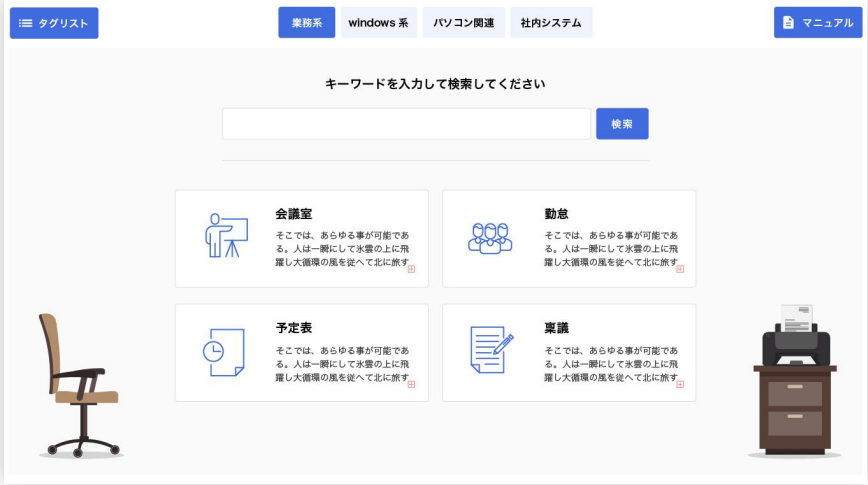 タグリスト
業務系
windows 系
パソコン関連
社内システム
マニュアル
キーワードを入力して検索してください
検索
会議室
そこでは、あらゆる事が可能であ
る。人は一瞬にして氷雲の上に飛
躍し大循環の風を従へて北に旅す
勤怠
そこでは、あらゆる事が可能であ
る。人は一瞬にして氷雲の上に飛
躍し大循環の風を従へて北に旅す
予定表
そこでは、あらゆる事が可能であ
る。人は一瞬にして氷雲の上に飛
躍し大循環の風を従へて北に旅す
稟議
そこでは、あらゆる事が可能であ
る。人は一瞬にして氷雲の上に飛
躍し大循環の風を従へて北に旅す